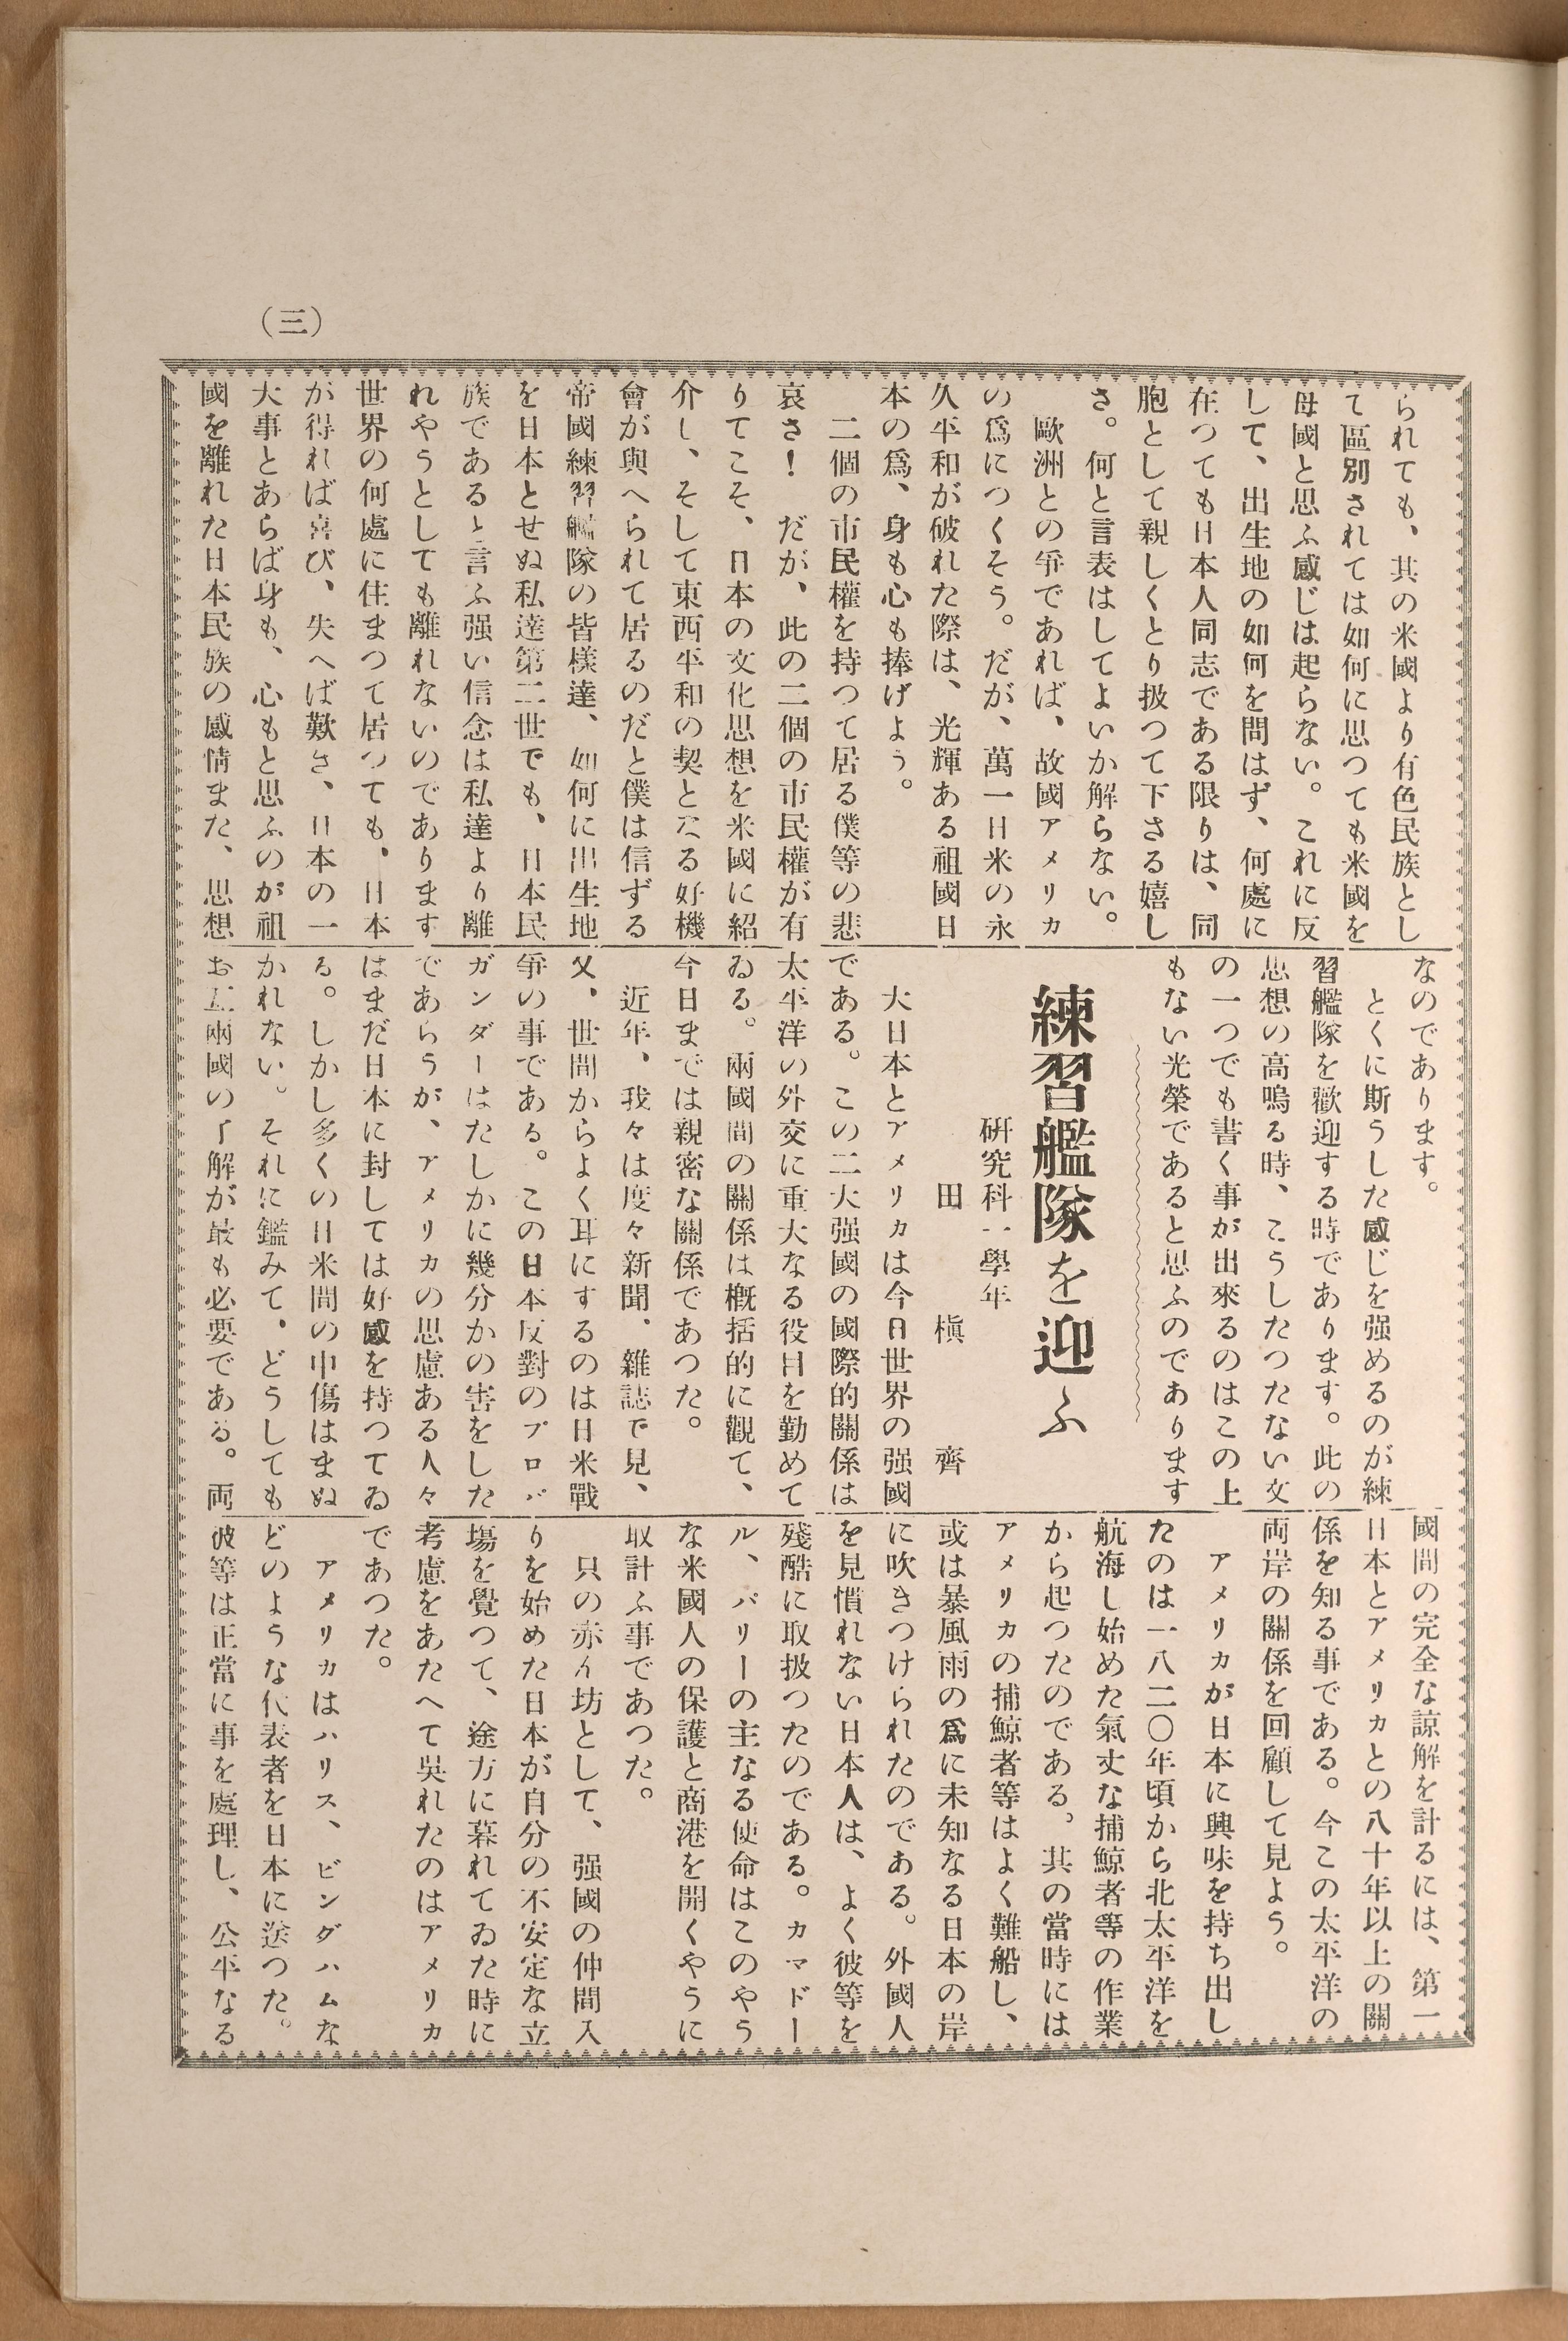 （三）
られても、其の米國より有色民族とし
て區別されては如何に思つても米國を
母國と思ふ感じは起らない。これに反
して、出生地の如何を問はず、何處に
在つても日本人同志である限りは、同
胞として親しくとり扱つて下さる嬉し
さ。何と言表はしてよいか解らない。
歐洲との爭であれば、故國アメリカ
の爲につくそう。だが、萬一日米の永
久平和が破れた際は、光輝ある祖國日
本の爲、身も心も捧げよう。
二個の市民權を持つて居る僕等の悲
哀さ！だが、此の二個の市民權が有
りてこそ、日本の文化思想を米國に紹
介し、そして東西平和の契となる好機
會が與へられて居るのだと僕は信ずる
帝國練習艦隊の皆樣達、如何に出生地
を日本とせぬ私達第二世でも、日本民
族であると言ふ强い信念は私達より離
れやうとしても離れないのであります
世界の何處に住まつて居つても、日本
が得れば喜び、失へば歎き、日本の一
大事とあらば身も、心もと思ふのが祖
國を離れた日本民族の感情また、思想
なのであります。
とくに斯うした感じを强めるのが練
習艦隊を歡迎する時であります。此の
思想の高鳴る時、こうしたつたない文
の一つでも書く事が出來るのはこの上
もない光榮であると思ふのであります
練習艦隊を迎ふ
硏究科一學年
田　槇　齊
大日本とアメリカは今日世界の强國
である。この二大强國の國際的關係は
太平洋の外交に重大なる役目を勤めて
ゐる。兩國間の關係は槪括的に觀て、
今日までは親密な關係であつた。
近年、我々は度々新聞、雜誌で見、
又、世間からよく耳にするのは日米戰
爭の事である。この日本反對のプロバ
ガンダーはたしかに幾分かの害をした
であらうが、アメリカの思慮ある人々
はまだ日本に封しては好感を持つてゐ
る。しかし多くの日米間の中傷はまぬ
かれない。それに鑑みて、どうしても
お互兩國の了解が最も必要である。両
國間の完全な諒解を計るには、第一
日本とアメリカとの八十年以上の關
係を知る事である。今この太平洋の
両岸の關係を回顧して見よう。
アメリカが日本に興味を持ち出し
たのは一八二〇年頃から北太平洋を
航海し始めた氣丈な捕鯨者等の作業
から起つたのである。其の當時には
アメリカの捕鯨者等はよく難船し、
或は暴風雨の爲に未知なる日本の岸
に吹きつけられたのである。外國人
を見慣れない日本人は、よく彼等を
殘酷に取扱つたのである。カマドー
ル、バリーの主なる使命はこのやう
な米國人の保護と商港を開くやうに
取計ふ事であつた。
只の赤ん坊として、强國の仲間入
りを始めた日本が自分の不安定な立
塲を覺つて、途方に暮れてゐた時に
考慮をあたへて吳れたのはアメリカ
であつた。
アメリカはハリス、ビングハムな
どのような代表者を日本に送つた。
彼等は正當に事を處理し、公平なる